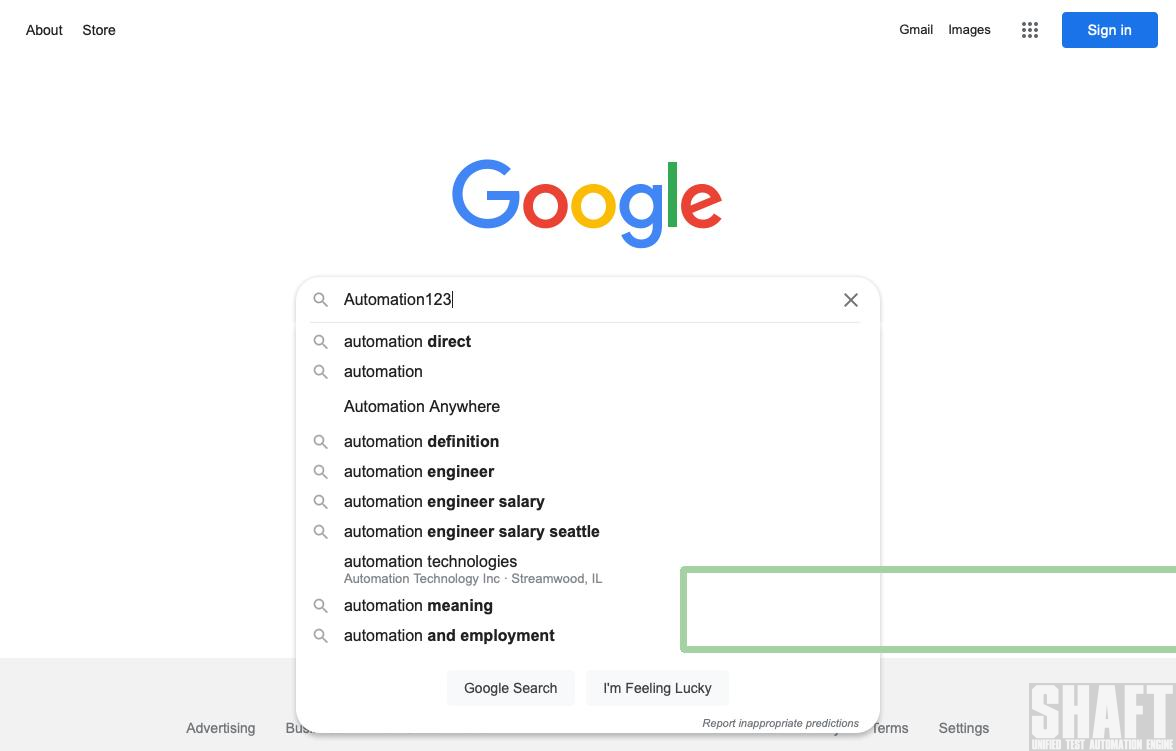 About Store Gmail Images Sign in
Google
Automation123
automation direct
automation
Automation Anywhere
automation definition
automation engineer
automation engineer salary
automation engineer salary seattle
automation technologies
Automation Technology Inc · Streamwood, IL
automation meaning
automation and employment
Google Search I'm Feeling Lucky
Report inappropriate predictions
Advertising Terms Settings
SHAFT
UNIFIED TEST AUTOMATION ENGINE